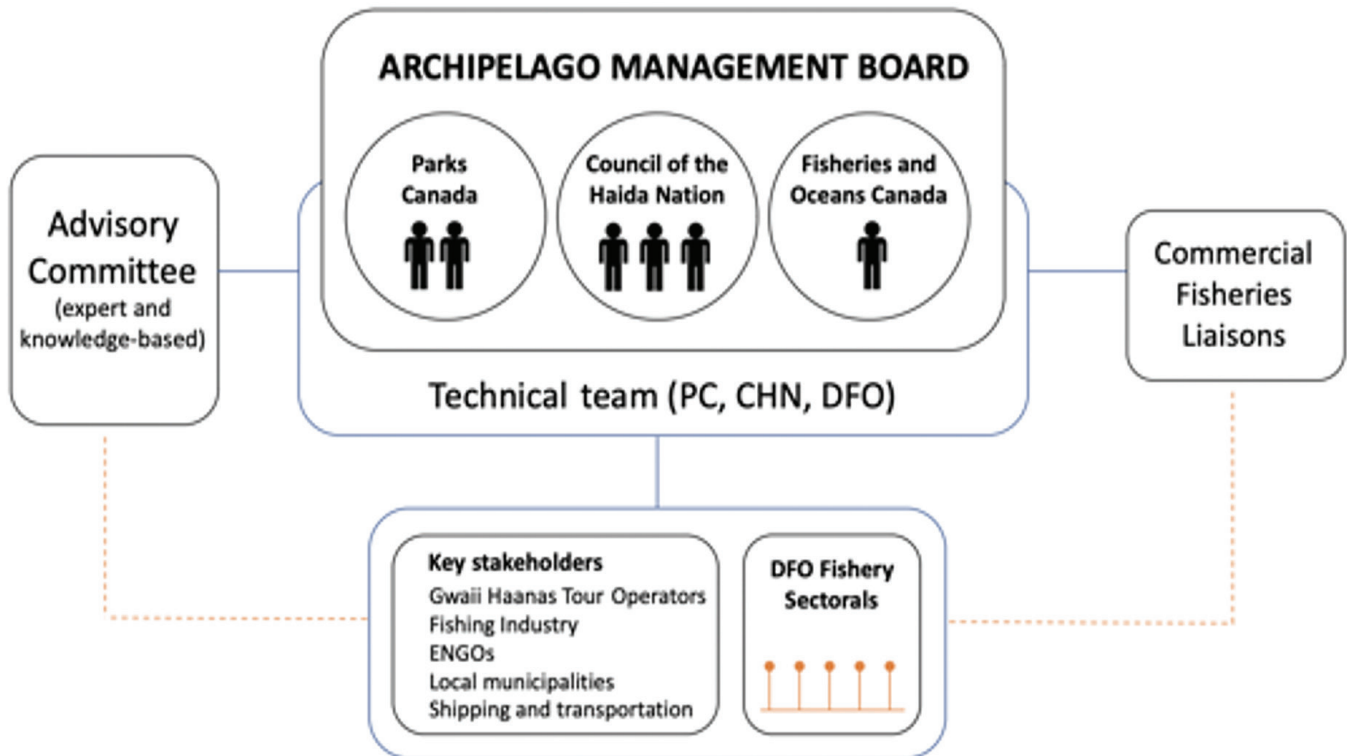 ARCHIPELAGO MANAGEMENT BOARD
Parks
Canada
Council of the
Haida Nation
Fisheries and
Oceans Canada
Advisory
Committee
(expert and
knowledge-based)
Commercial
Fisheries
Liaisons
Technical team (PC, CHN, DFO)
Key stakeholders
Gwaii Haanas Tour Operators
Fishing Industry
ENGOs
Local municipalities
Shipping and transportation
DFO Fishery
Sectorals